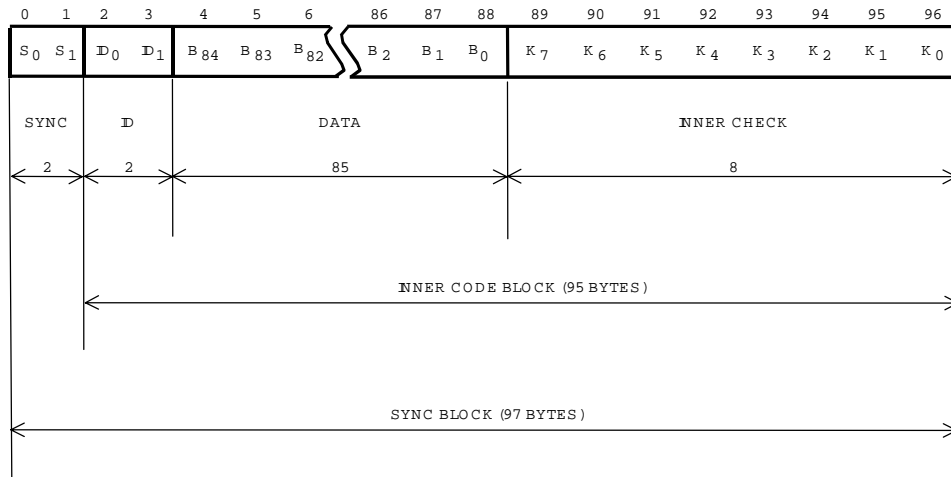 0 1 2 3 4 5 6 86 87 88 89 90 91 92 93 94 95 96
S0 S1 ID0 ID1 B84 B83 B82 B2 B1 B0 K7 K6 K5 K4 K3 K2 K1 K0
SYNC ID DATA INNER CHECK
2 2 85 8
INNER CODE BLOCK (95 BYTES)
SYNC BLOCK (97 BYTES)